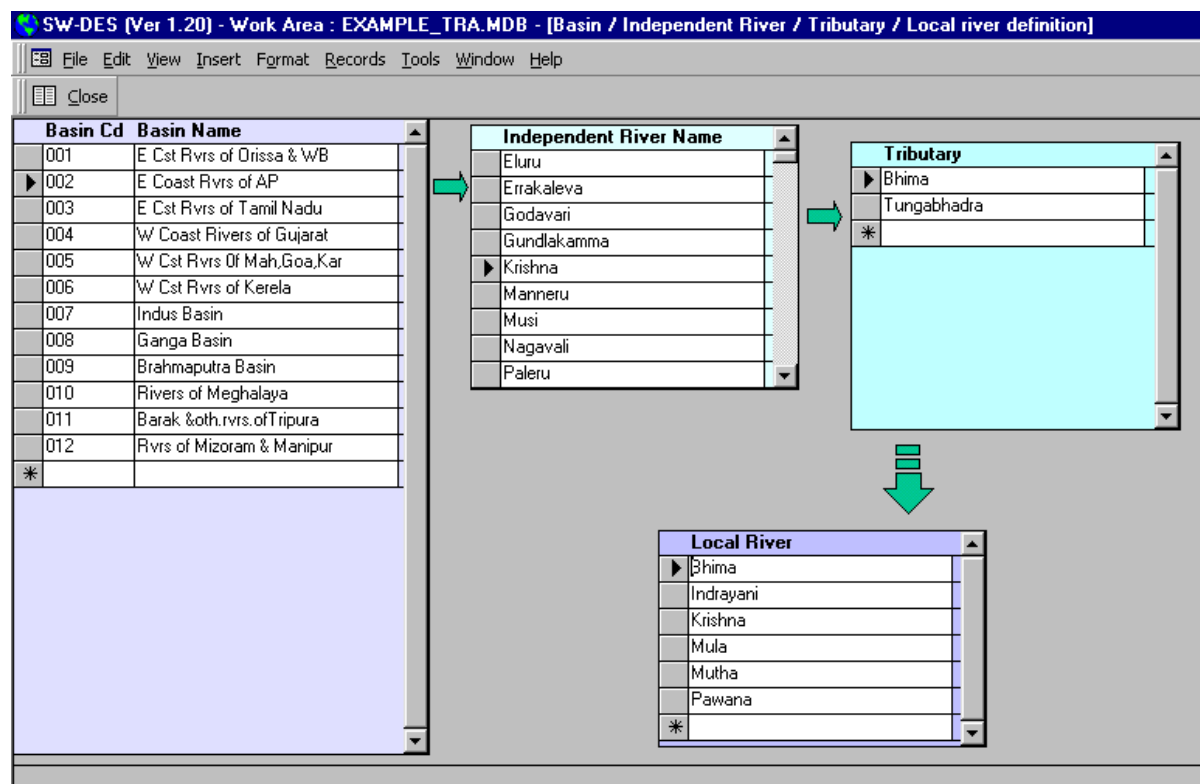 SW-DES (Ver 1.20) - Work Area : EXAMPLE_TRA.MDB - [Basin / Independent River / Tributary / Local river definition]
File Edit View Insert Format Records Tools Window Help
Close
Basin Cd Basin Name
001 E Cst Rvrs of Orissa & WB
002 E Coast Rvrs of AP
003 E Cst Rvrs of Tamil Nadu
004 W Coast Rivers of Gujarat
005 W Cst Rvrs 0f Mah,Goa,Kar
006 W Cst Rvrs of Kerela
007 Indus Basin
008 Ganga Basin
009 Brahmaputra Basin
010 Rivers of Meghalaya
011 Barak &oth.rvrs.ofTripura
012 Rvrs of Mizoram & Manipur
Independent River Name
Eluru
Errakaleva
Godavari
Gundlakamma
Krishna
Manneru
Musi
Nagavali
Paleru
Tributary
Bhima
Tungabhadra
Local River
Bhima
Indrayani
Krishna
Mula
Mutha
Pawana